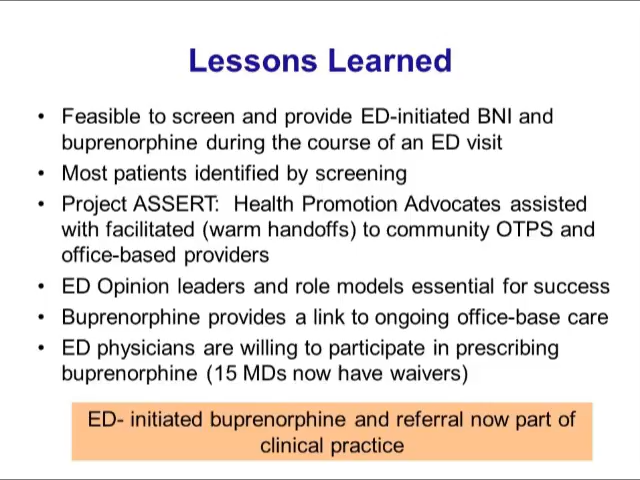 Lessons Learned
• Feasible to screen and provide ED-initiated BNI and
buprenorphine during the course of an ED visit
• Most patients identified by screening
• Project ASSERT:  Health Promotion Advocates assisted
with facilitated (warm handoffs) to community OTPS and
office-based providers
• ED Opinion leaders and role models essential for success
• Buprenorphine provides a link to ongoing office-base care
• ED physicians are willing to participate in prescribing
buprenorphine (15 MDs now have waivers)
ED- initiated buprenorphine and referral now part of
clinical practice